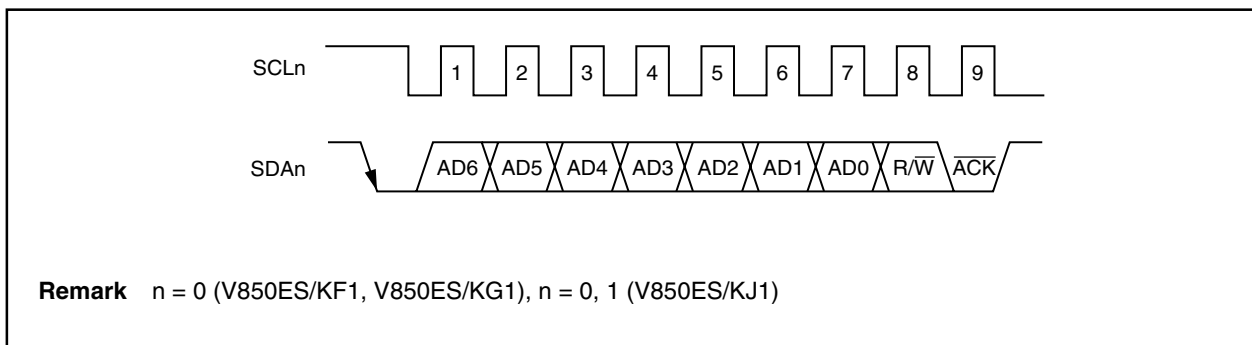 SCLn 1 2 3 4 5 6 7 8 9
SDAn AD6 AD5 AD4 AD3 AD2 AD1 AD0 R/W̅ A̅C̅K̅
Remark n = 0 (V850ES/KF1, V850ES/KG1), n = 0, 1 (V850ES/KJ1)